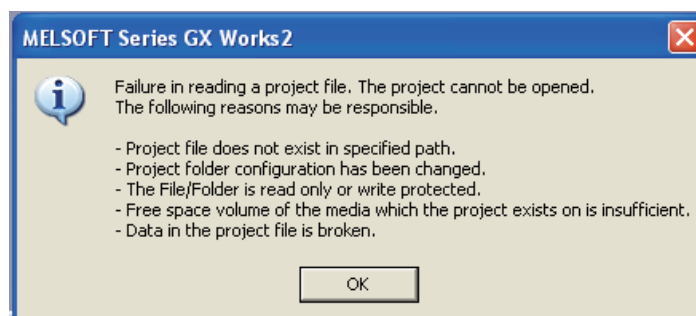 MELSOFT Series GX Works2
Failure in reading a project file. The project cannot be opened.
The following reasons may be responsible.
- Project file does not exist in specified path.
- Project folder configuration has been changed.
- The File/Folder is read only or write protected.
- Free space volume of the media which the project exists on is insufficient.
- Data in the project file is broken.
OK